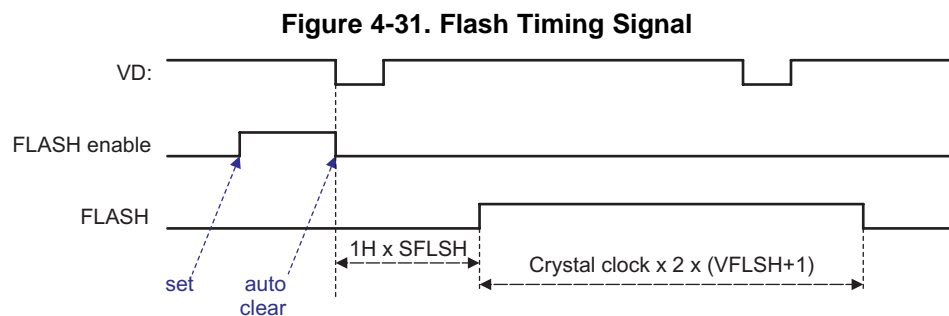 Figure 4-31. Flash Timing Signal
VD:
FLASH enable
FLASH
1H x SFLSH
Crystal clock x 2 x (VFLSH+1)
set
auto
clear